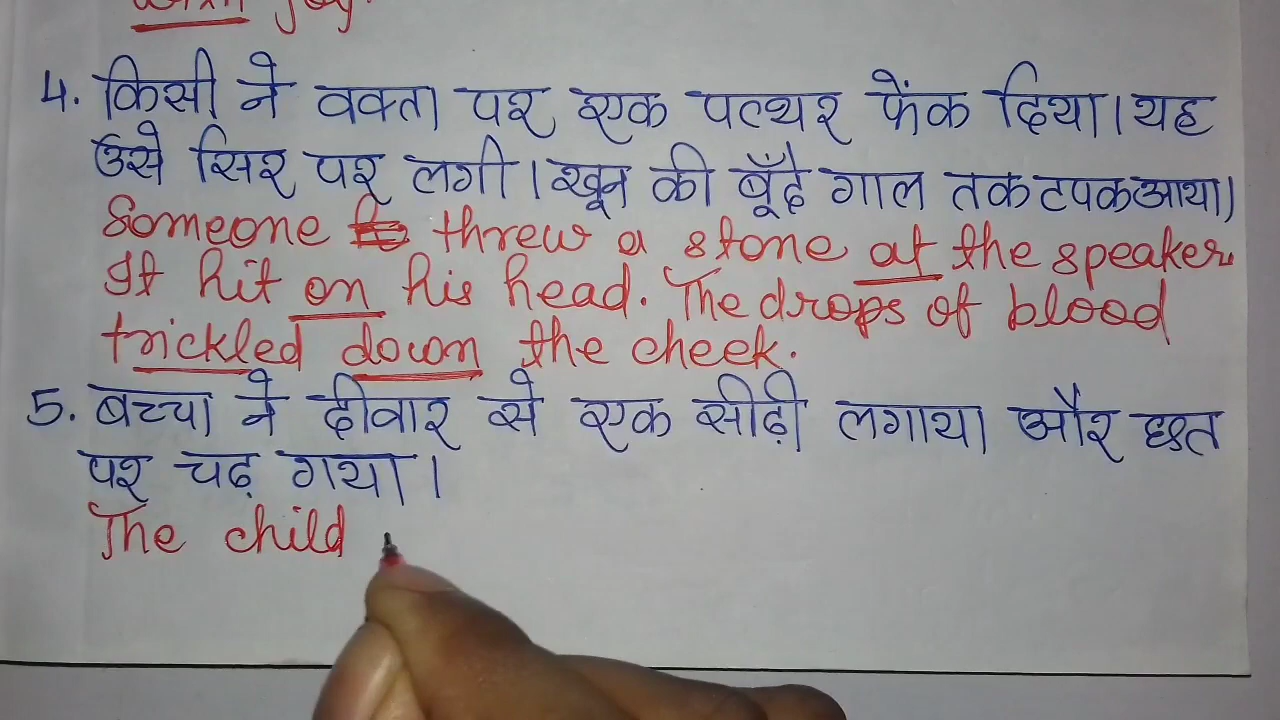 with joy.
4. किसी ने वक्ता पर एक पत्थर फेंक दिया। यह
उसे सिर पर लगी। खून की बूँदें गाल तक टपक आया।
Someone threw a stone at the speaker.
It hit on his head. The drops of blood
trickled down the cheek.
5. बच्चा ने दीवार से एक सीढ़ी लगाया और छत
पर चढ़ गया।
The child